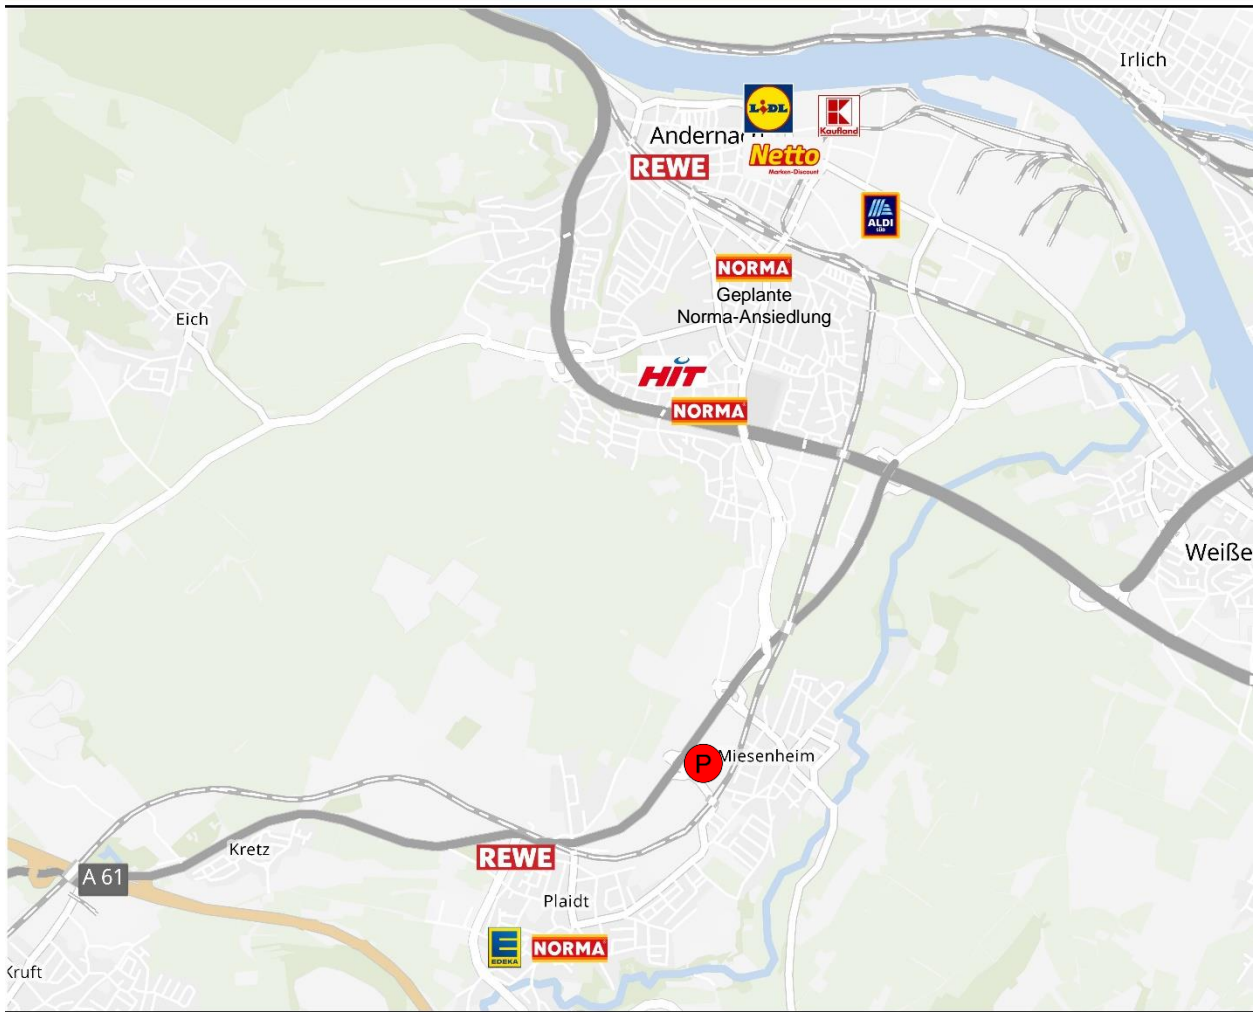 Irlich
LiDL
K
Kaufland
Andernac
Netto
Marken-Discount
REWE
ALDI
SÜD
NORMA
Geplante
Norma-Ansiedlung
Eich
HiT
NORMA
Weiße
P
Miesenheim
Kretz
REWE
A 61
Plaidt
E
EDEKA
NORMA
Kruft